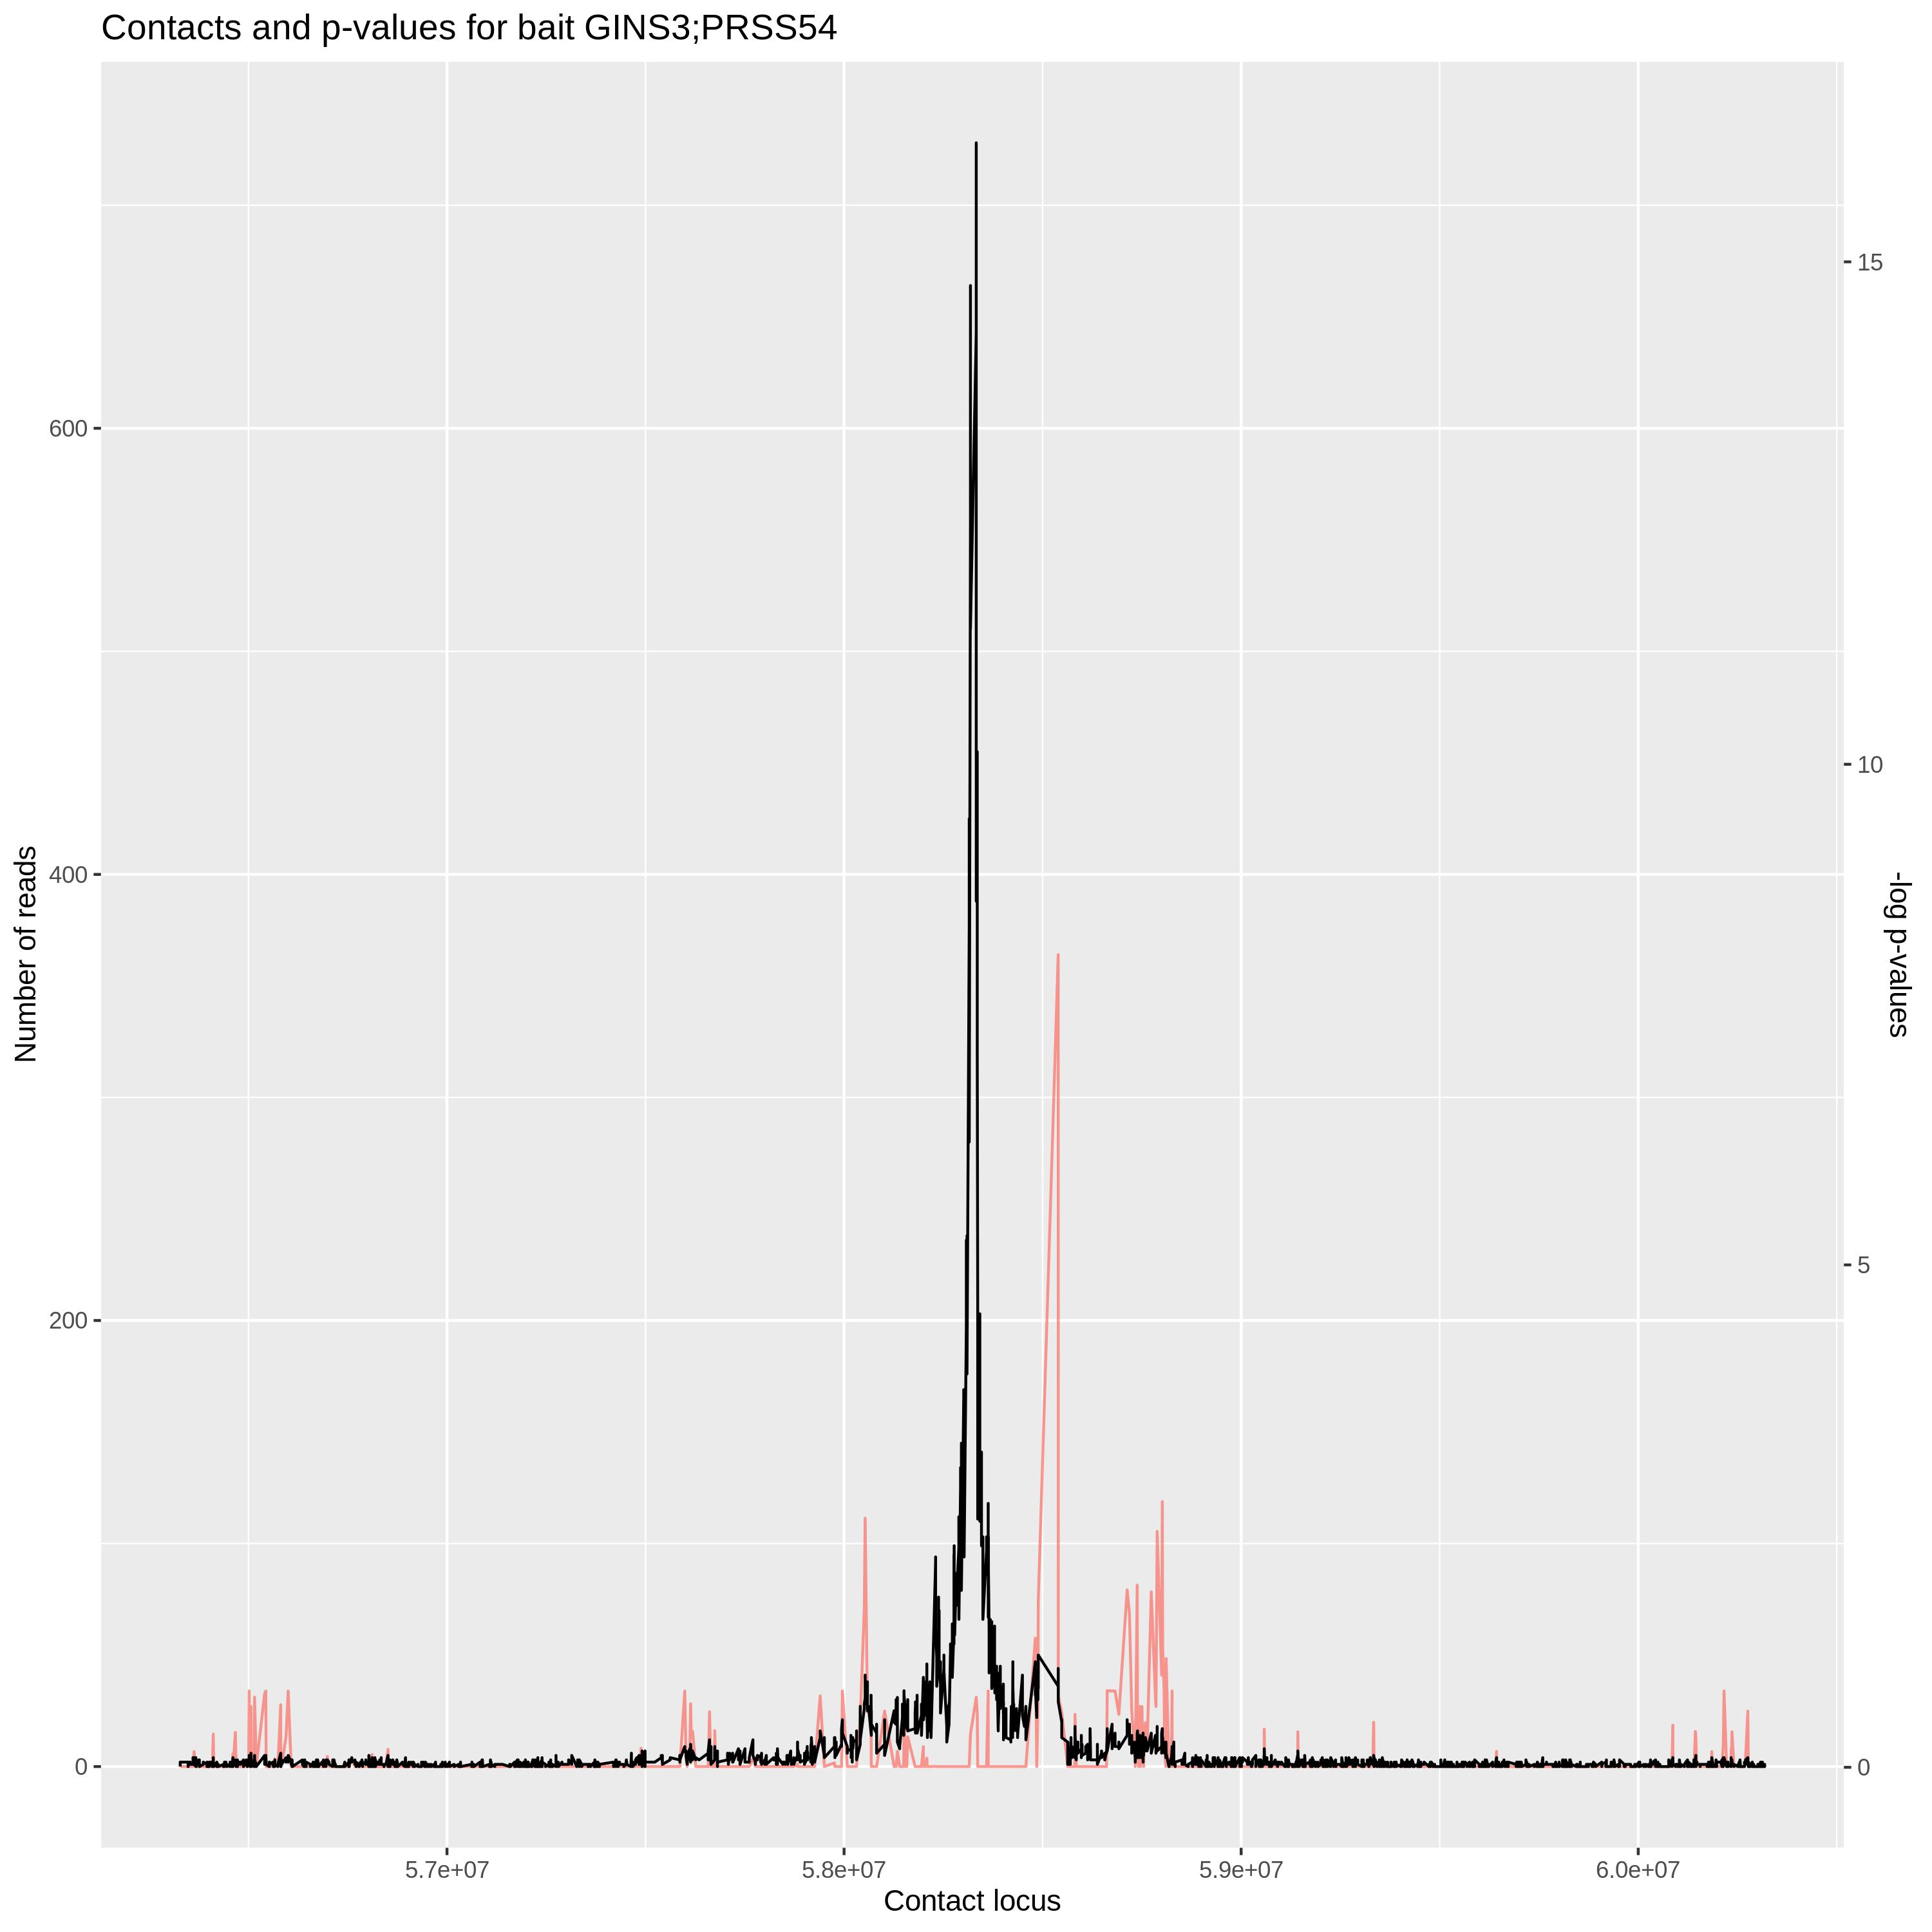 Contacts and p-values for bait GINS3;PRSS54
Number of reads
600
400
200
0
15
10
5
0
-log p-values
5.7e+07
5.8e+07
5.9e+07
6.0e+07
Contact locus